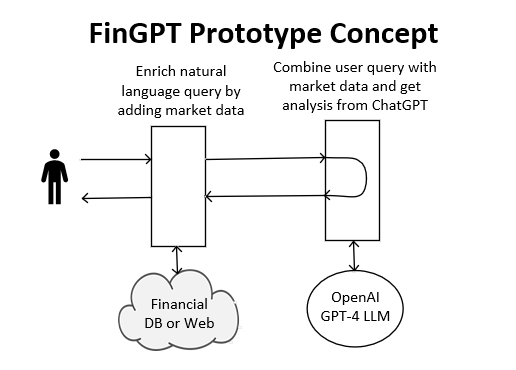 FinGPT Prototype Concept
Enrich natural
language query by
adding market data
Combine user query with
market data and get
analysis from ChatGPT
Financial
DB or Web
OpenAI
GPT-4 LLM